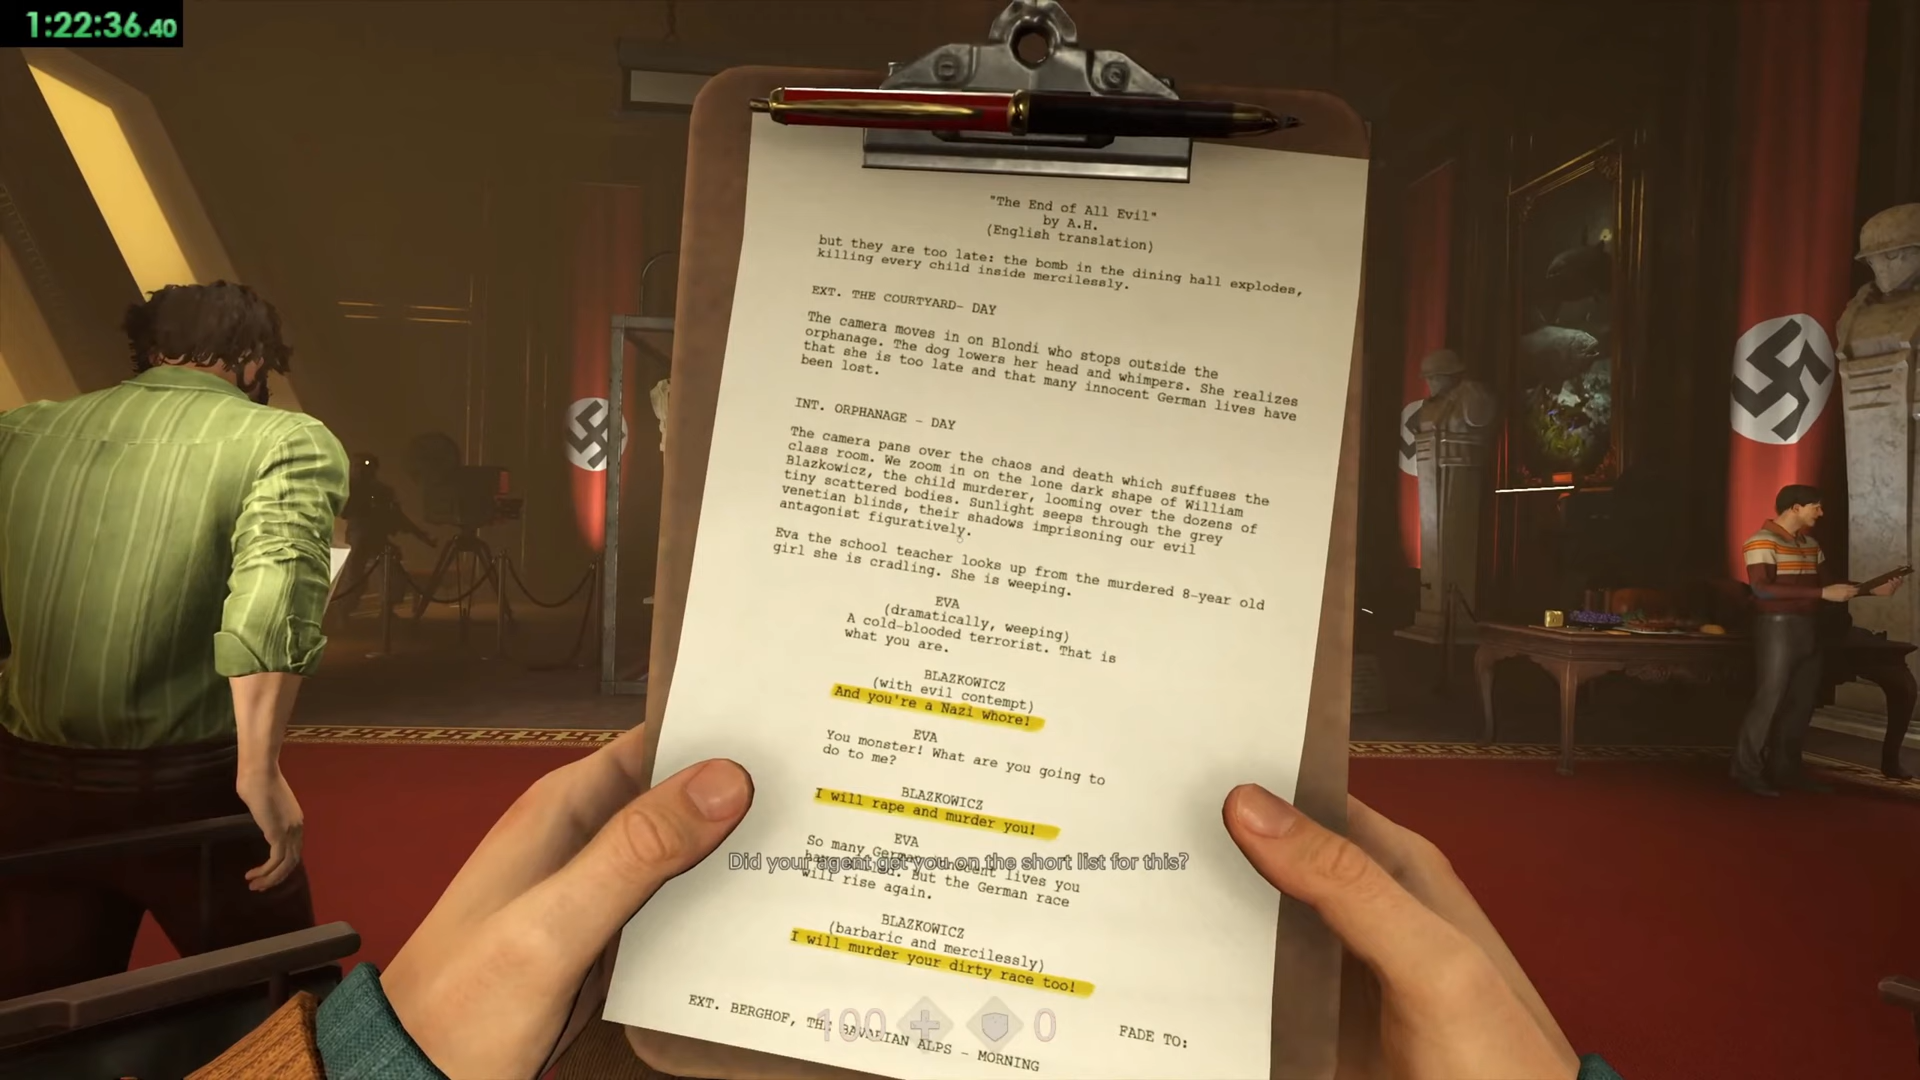 1:22:36.40
"The End of All Evil"
by A.H.
(English translation)
but they are too late: the bomb in the dining hall explodes,
killing every child inside mercilessly.
EXT. THE COURTYARD- DAY
The camera moves in on Blondi who stops outside the
orphanage. The dog lowers her head and whimpers. She realizes
that she is too late and that many innocent German lives have
been lost.
INT. ORPHANAGE - DAY
The camera pans over the chaos and death which suffuses the
class room. We zoom in on the lone dark shape of William
Blazkowicz, the child murderer, looming over the dozens of
tiny scattered bodies. Sunlight seeps through the grey
venetian blinds, their shadows imprisoning our evil
antagonist figuratively.
Eva the school teacher looks up from the murdered 8-year old
girl she is cradling. She is weeping.
EVA
(dramatically, weeping)
A cold-blooded terrorist. That is
what you are.
BLAZKOWICZ
(with evil contempt)
And you're a Nazi whore!
EVA
You monster! What are you going to
do to me?
BLAZKOWICZ
I will rape and murder you!
EVA
So many German innocent lives you
But the German race
will rise again.
Did your agent get you on the short list for this?
BLAZKOWICZ
(barbaric and mercilessly)
I will murder your dirty race too!
FADE TO:
EXT. BERGHOF, THE BAVARIAN ALPS - MORNING
100 0